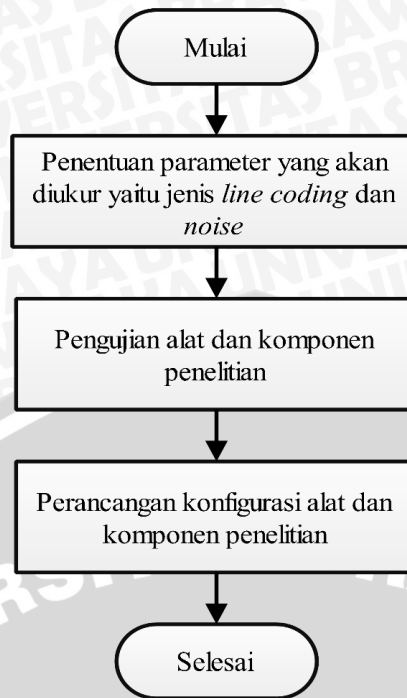 Mulai
Penentuan parameter yang akan
diukur yaitu jenis line coding dan
noise
Pengujian alat dan komponen
penelitian
Perancangan konfigurasi alat dan
komponen penelitian
Selesai